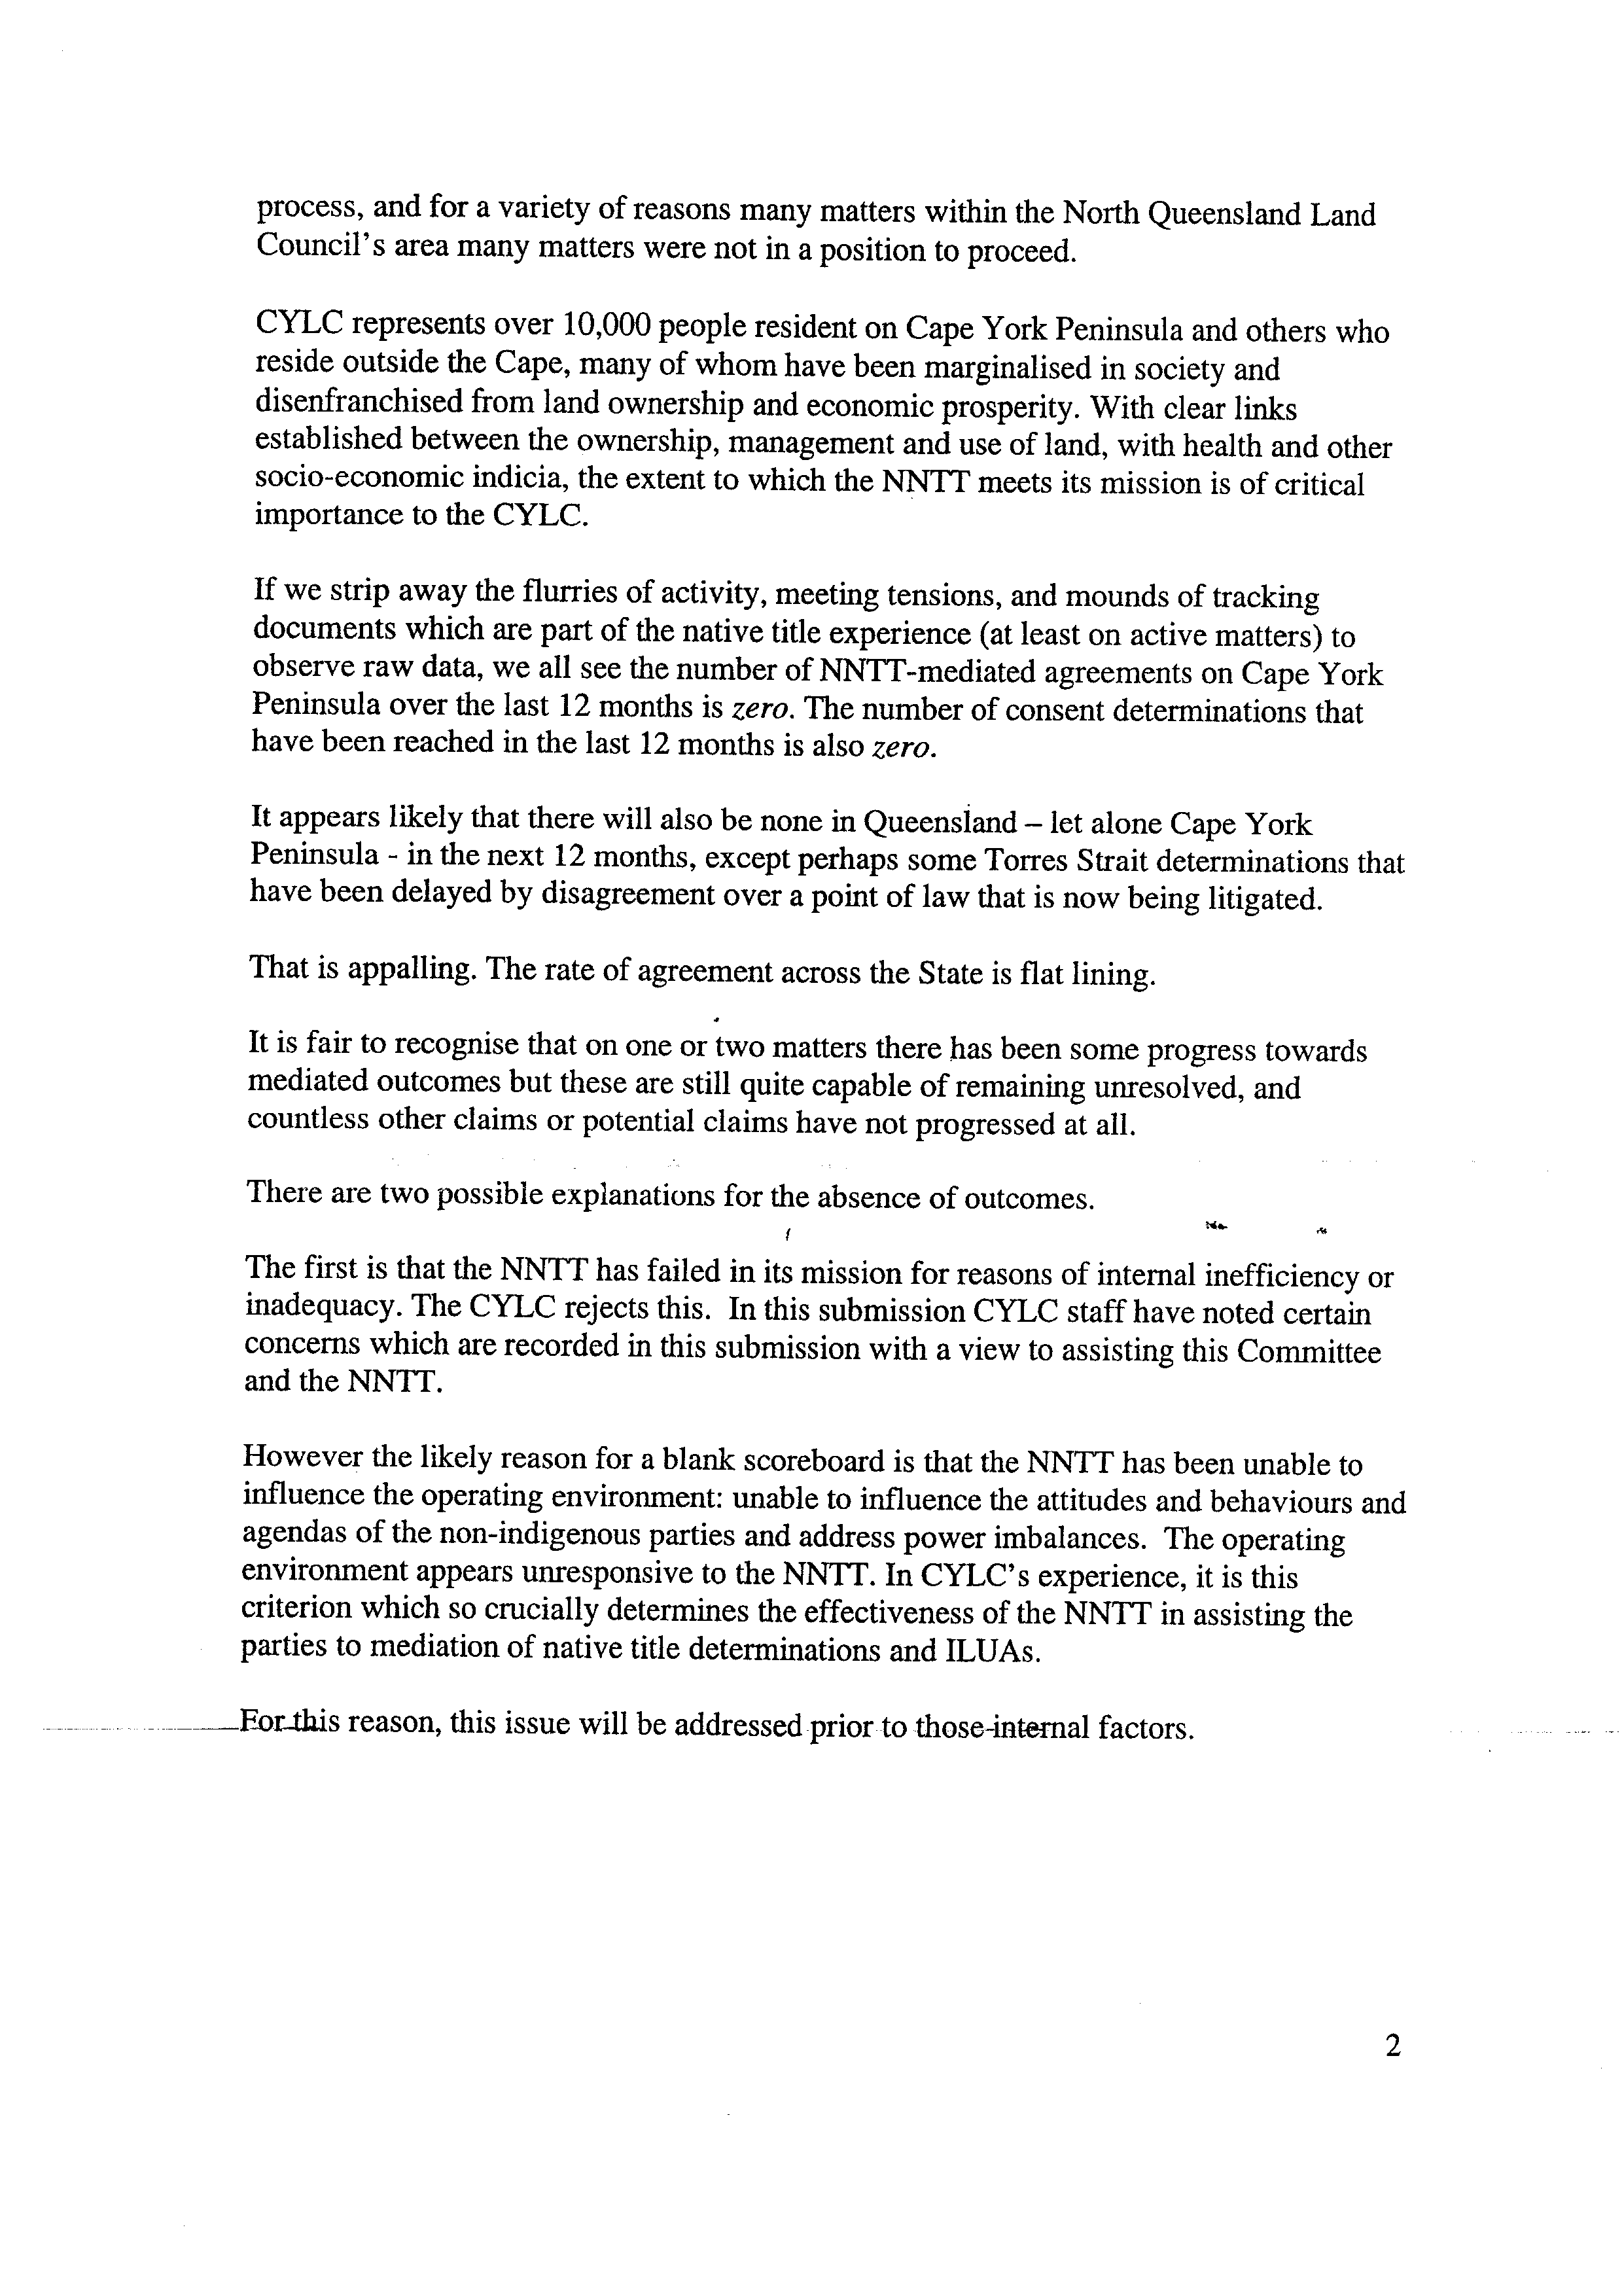 process, and for a variety of reasons many matters within the North Queensland Land
Council's area many matters were not in a position to proceed.
CYLC represents over 10,000 people resident on Cape York Peninsula and others who
reside outside the Cape, many of whom have been marginalised in society and
disenfranchised from land ownership and economic prosperity. With clear links
established between the ownership, management and use of land, with health and other
socio-economic indicia, the extent to which the NNTT meets its mission is of critical
importance to the CYLC.
If we strip away the flurries of activity, meeting tensions, and mounds of tracking
documents which are part of the native title experience (at least on active matters) to
observe raw data, we all see the number of NNTT-mediated agreements on Cape York
Peninsula over the last 12 months is zero. The number of consent determinations that
have been reached in the last 12 months is also zero.
It appears likely that there will also be none in Queensland – let alone Cape York
Peninsula - in the next 12 months, except perhaps some Torres Strait determinations that
have been delayed by disagreement over a point of law that is now being litigated.
That is appalling. The rate of agreement across the State is flat lining.
It is fair to recognise that on one or two matters there has been some progress towards
mediated outcomes but these are still quite capable of remaining unresolved, and
countless other claims or potential claims have not progressed at all.
There are two possible explanations for the absence of outcomes.
The first is that the NNTT has failed in its mission for reasons of internal inefficiency or
inadequacy. The CYLC rejects this. In this submission CYLC staff have noted certain
concerns which are recorded in this submission with a view to assisting this Committee
and the NNTT.
However the likely reason for a blank scoreboard is that the NNTT has been unable to
influence the operating environment: unable to influence the attitudes and behaviours and
agendas of the non-indigenous parties and address power imbalances. The operating
environment appears unresponsive to the NNTT. In CYLC's experience, it is this
criterion which so crucially determines the effectiveness of the NNTT in assisting the
parties to mediation of native title determinations and ILUAs.
For this reason, this issue will be addressed prior to those internal factors.
2